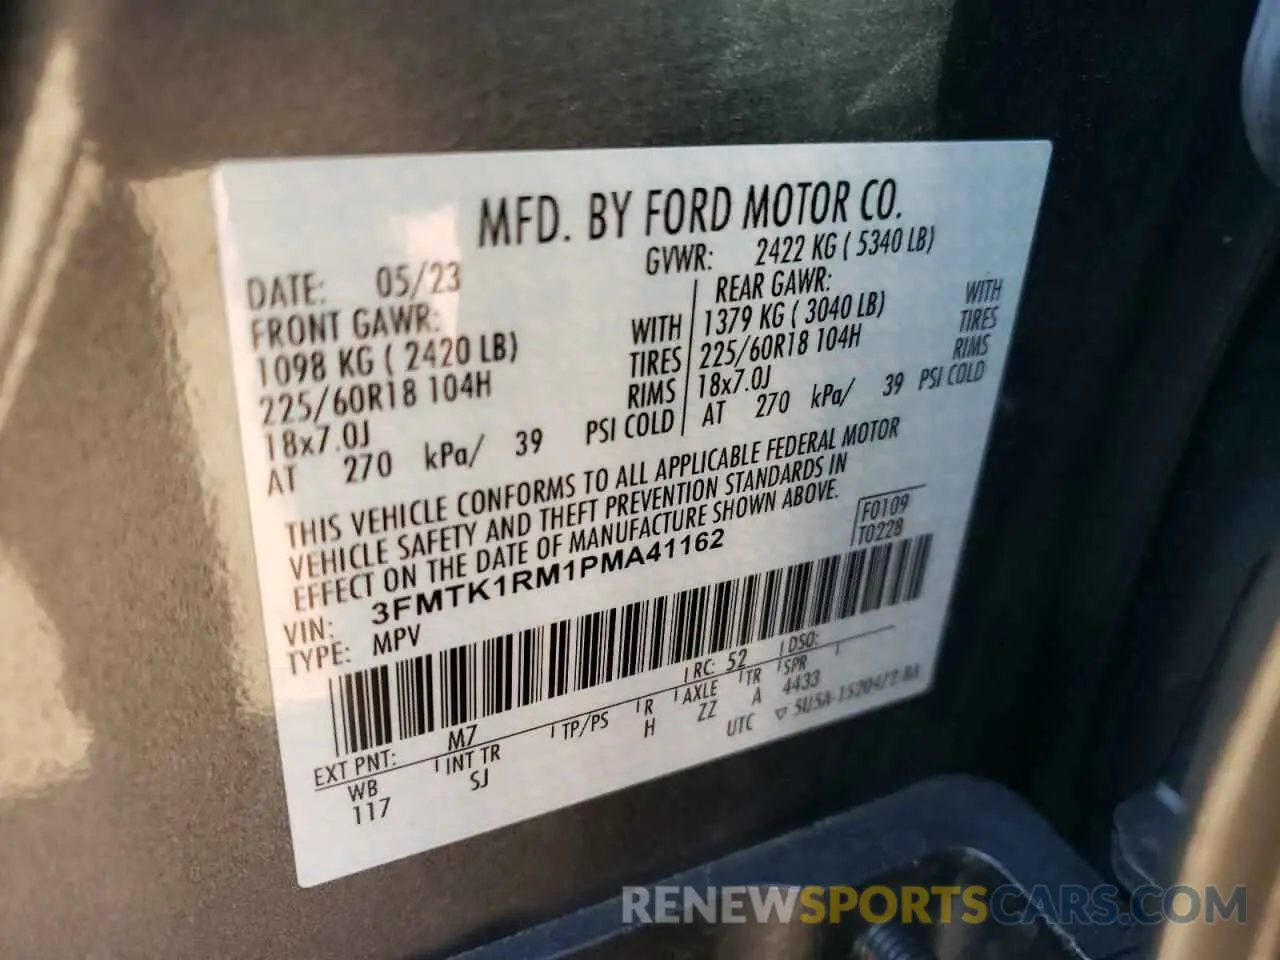 MFD. BY FORD MOTOR CO.
DATE: 05/23 GVWR: 2422 KG ( 5340 LB)
FRONT GAWR: REAR GAWR:
1098 KG ( 2420 LB) WITH 1379 KG ( 3040 LB) WITH
225/60R18 104H TIRES 225/60R18 104H TIRES
18x7.0J RIMS 18x7.0J RIMS
AT 270 kPa/ 39 PSI COLD AT 270 kPa/ 39 PSI COLD
THIS VEHICLE CONFORMS TO ALL APPLICABLE FEDERAL MOTOR
VEHICLE SAFETY AND THEFT PREVENTION STANDARDS IN
EFFECT ON THE DATE OF MANUFACTURE SHOWN ABOVE.
F0109
T0228
VIN: 3FMTK1RM1PMA41162
TYPE: MPV
EXT PNT: M7 RC: 52 DSO:
WB INT TR TP/PS R AXLE TR SPR
117 SJ H ZZ A 4433
UTC ▽ 5U5A-1520472-BA
RENEWSPORTSCARS.COM